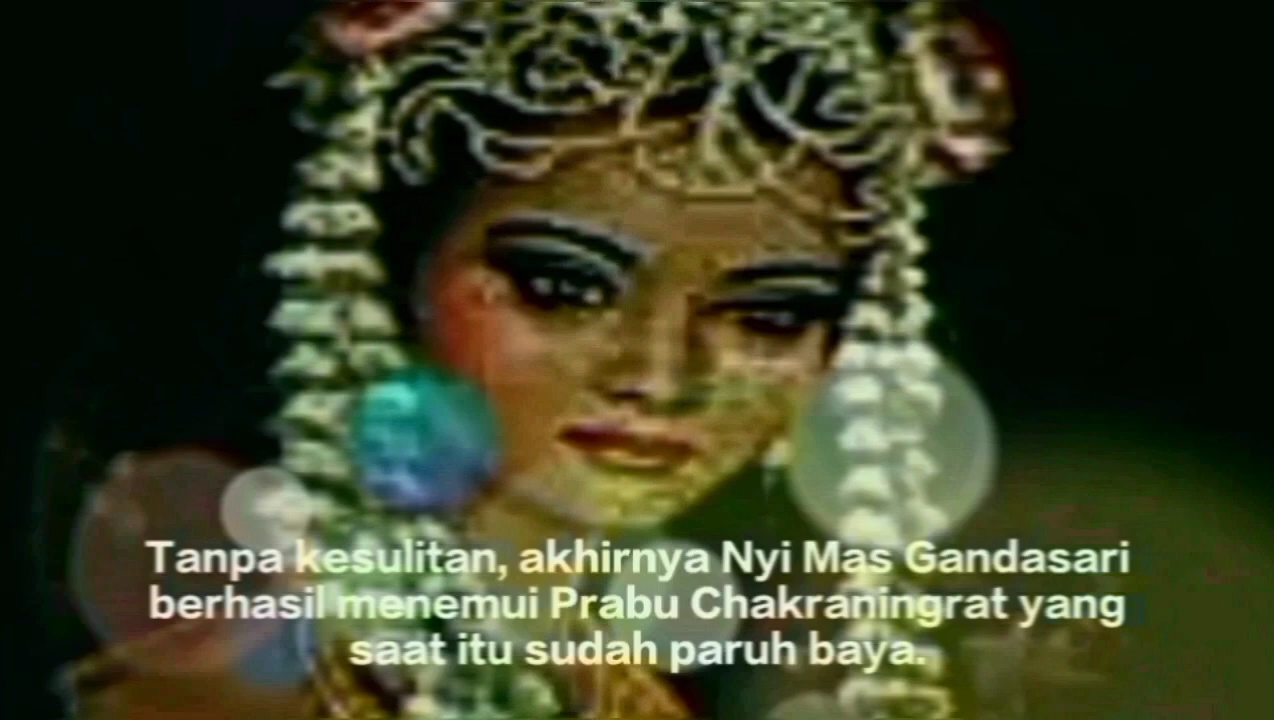 Tanpa kesulitan, akhirnya Nyi Mas Gandasari
berhasil menemui Prabu Chakraningrat yang
saat itu sudah paruh baya.